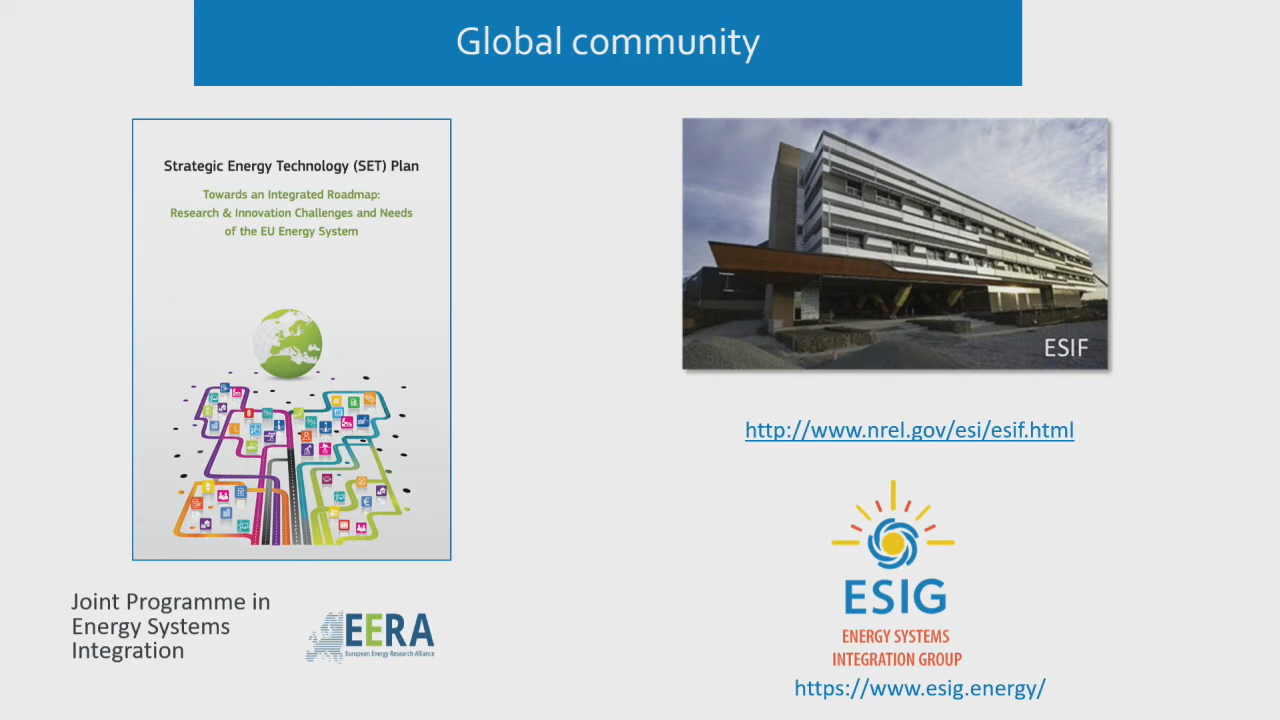 Global community
Strategic Energy Technology (SET) Plan
Towards an Integrated Roadmap:
Research & Innovation Challenges and Needs
of the EU Energy System
Joint Programme in
Energy Systems
Integration
EERA
European Energy Research Alliance
ESIF
http://www.nrel.gov/esi/esif.html
ESIG
ENERGY SYSTEMS
INTEGRATION GROUP
https://www.esig.energy/